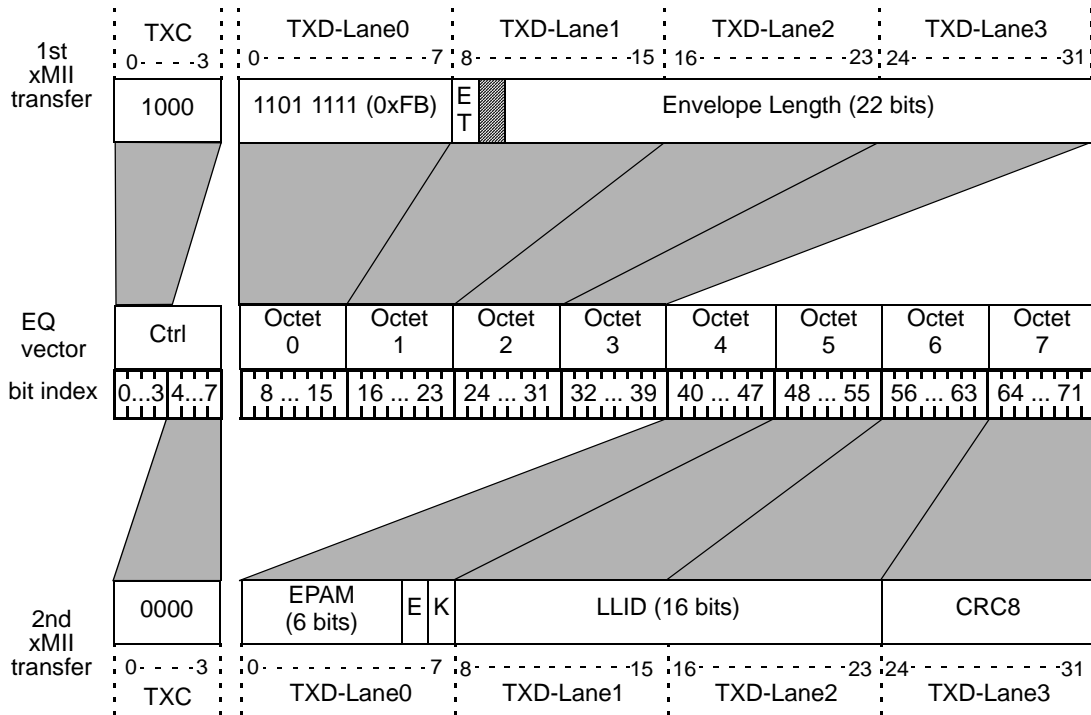 TXC TXD-Lane0 TXD-Lane1 TXD-Lane2 TXD-Lane3
0 3 0 7 8 15 16 23 24 31
1st
xMII
transfer
1000 1101 1111 (0xFB) E T Envelope Length (22 bits)
EQ
vector
Ctrl Octet 0 Octet 1 Octet 2 Octet 3 Octet 4 Octet 5 Octet 6 Octet 7
bit index 0...3 4...7 8 ... 15 16 ... 23 24 ... 31 32 ... 39 40 ... 47 48 ... 55 56 ... 63 64 ... 71
2nd
xMII
transfer
0000 EPAM (6 bits) E K LLID (16 bits) CRC8
0 3 0 7 8 15 16 23 24 31
TXC TXD-Lane0 TXD-Lane1 TXD-Lane2 TXD-Lane3